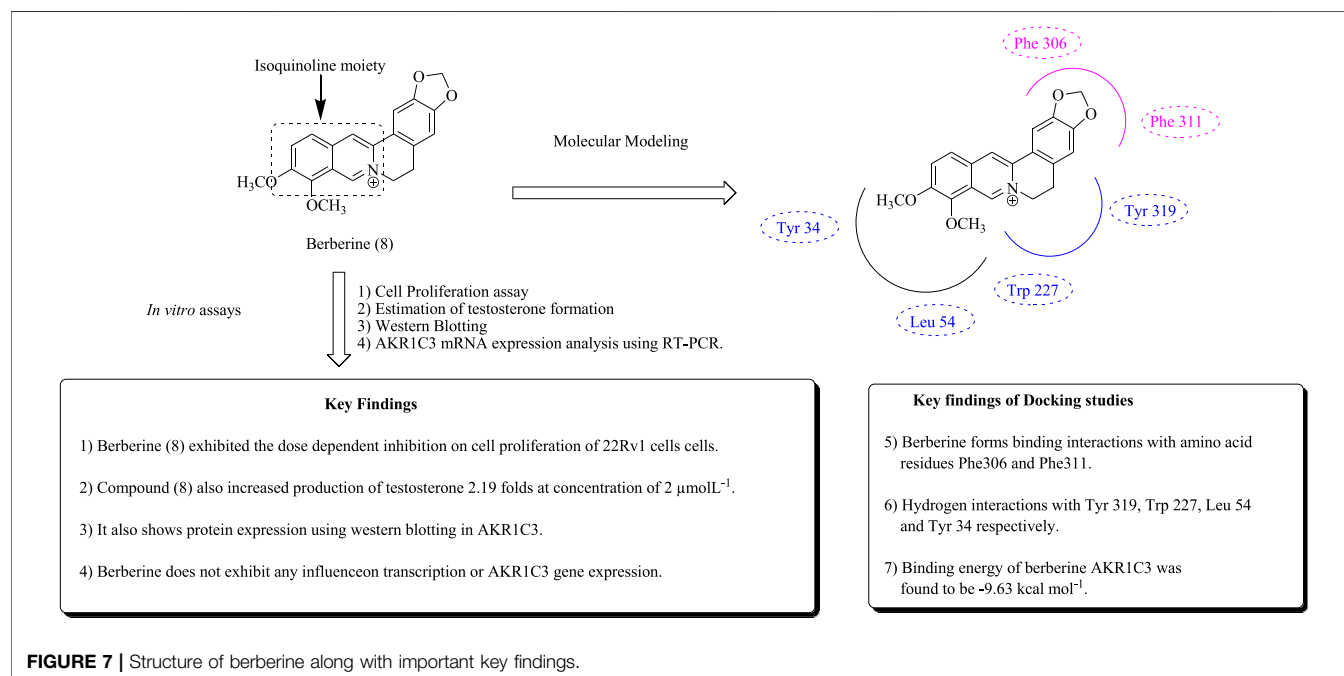 Isoquinoline moiety
O
O
N
⊕
H₃CO
OCH₃
Berberine (8)
Molecular Modeling
Phe 306
Phe 311
O
O
N
⊕
H₃CO
OCH₃
Tyr 34
Tyr 319
Trp 227
Leu 54
In vitro assays
1) Cell Proliferation assay
2) Estimation of testosterone formation
3) Western Blotting
4) AKR1C3 mRNA expression analysis using RT-PCR.
Key Findings
1) Berberine (8) exhibited the dose dependent inhibition on cell proliferation of 22Rv1 cells cells.
2) Compound (8) also increased production of testosterone 2.19 folds at concentration of 2 µmolL⁻¹.
3) It also shows protein expression using western blotting in AKR1C3.
4) Berberine does not exhibit any influenceon transcription or AKR1C3 gene expression.
Key findings of Docking studies
5) Berberine forms binding interactions with amino acid
residues Phe306 and Phe311.
6) Hydrogen interactions with Tyr 319, Trp 227, Leu 54
and Tyr 34 respectively.
7) Binding energy of berberine AKR1C3 was
found to be -9.63 kcal mol⁻¹.
FIGURE 7 | Structure of berberine along with important key findings.